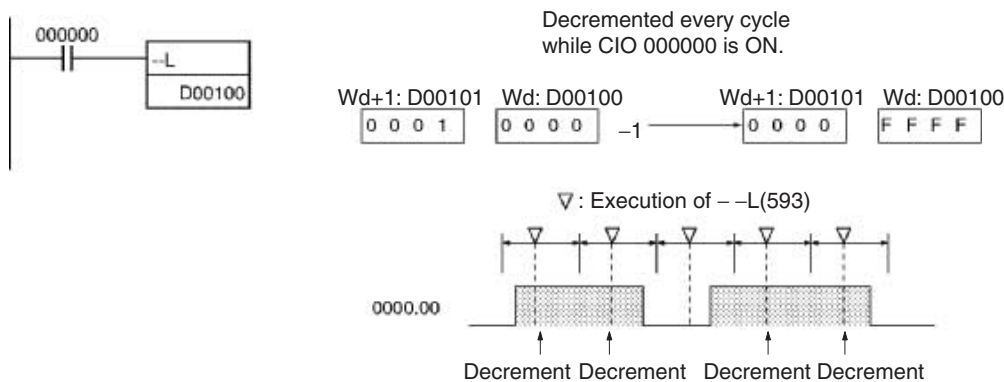 000000
--L
D00100
Decremented every cycle
while CIO 000000 is ON.
Wd+1: D00101 Wd: D00100 Wd+1: D00101 Wd: D00100
0 0 0 1 0 0 0 0 –1 0 0 0 0 F F F F
: Execution of – –L(593)
0000.00
Decrement Decrement Decrement Decrement